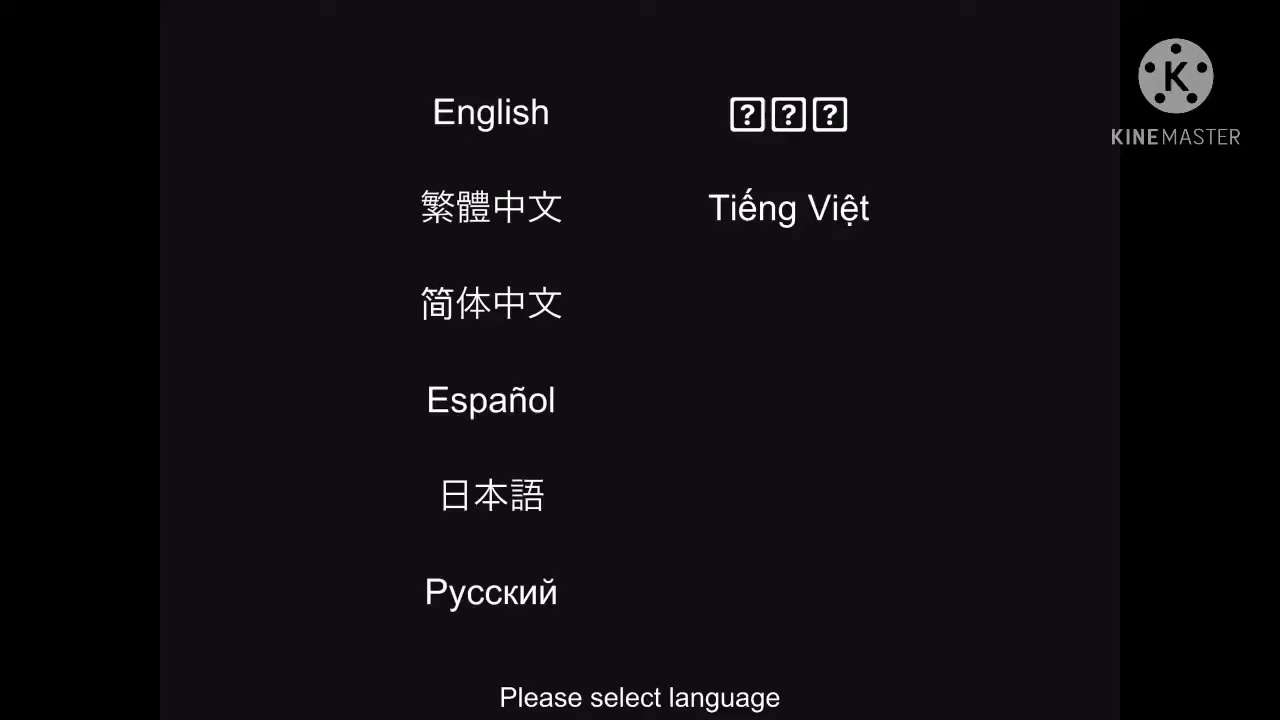 English
繁體中文
简体中文
Español
日本語
Русский
Tiếng Việt
Please select language
K
KINEMASTER